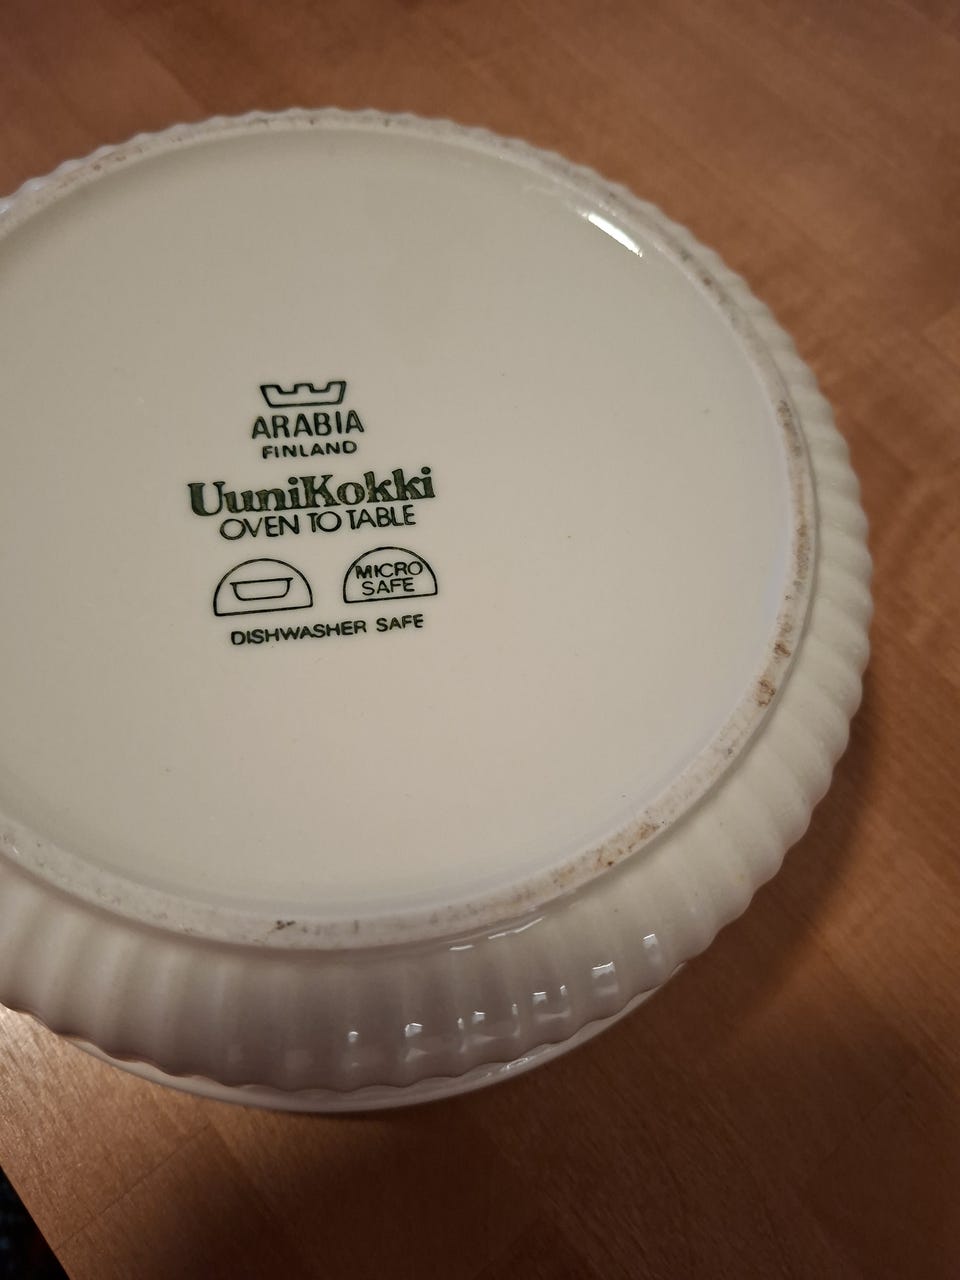 ARABIA
FINLAND
UuniKokki
OVEN TO TABLE
MICRO
SAFE
DISHWASHER SAFE